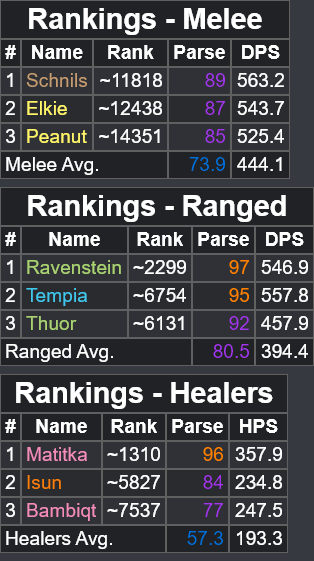 Rankings - Melee
# Name Rank Parse DPS
1 Schnils ~11818 89 563.2
2 Elkie ~12438 87 543.7
3 Peanut ~14351 85 525.4
Melee Avg. 73.9 444.1
Rankings - Ranged
# Name Rank Parse DPS
1 Ravenstein ~2299 97 546.9
2 Tempia ~6754 95 557.8
3 Thuor ~6131 92 457.9
Ranged Avg. 80.5 394.4
Rankings - Healers
# Name Rank Parse HPS
1 Matitka ~1310 96 357.9
2 Isun ~5827 84 234.8
3 Bambiqt ~7537 77 247.5
Healers Avg. 57.3 193.3